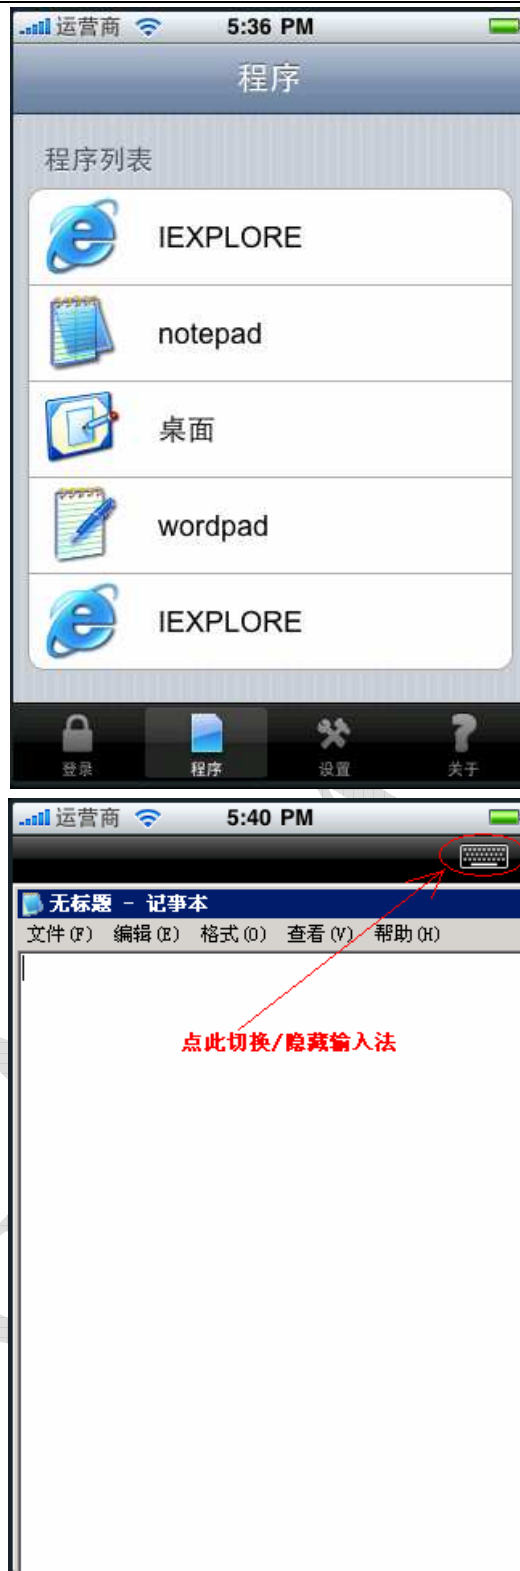 运营商 5:36 PM
程序
程序列表
IEXPLORE
notepad
桌面
wordpad
IEXPLORE
登录 程序 设置 关于
运营商 5:40 PM
无标题 - 记事本
文件(F) 编辑(E) 格式(O) 查看(V) 帮助(H)
点此切换/隐藏输入法